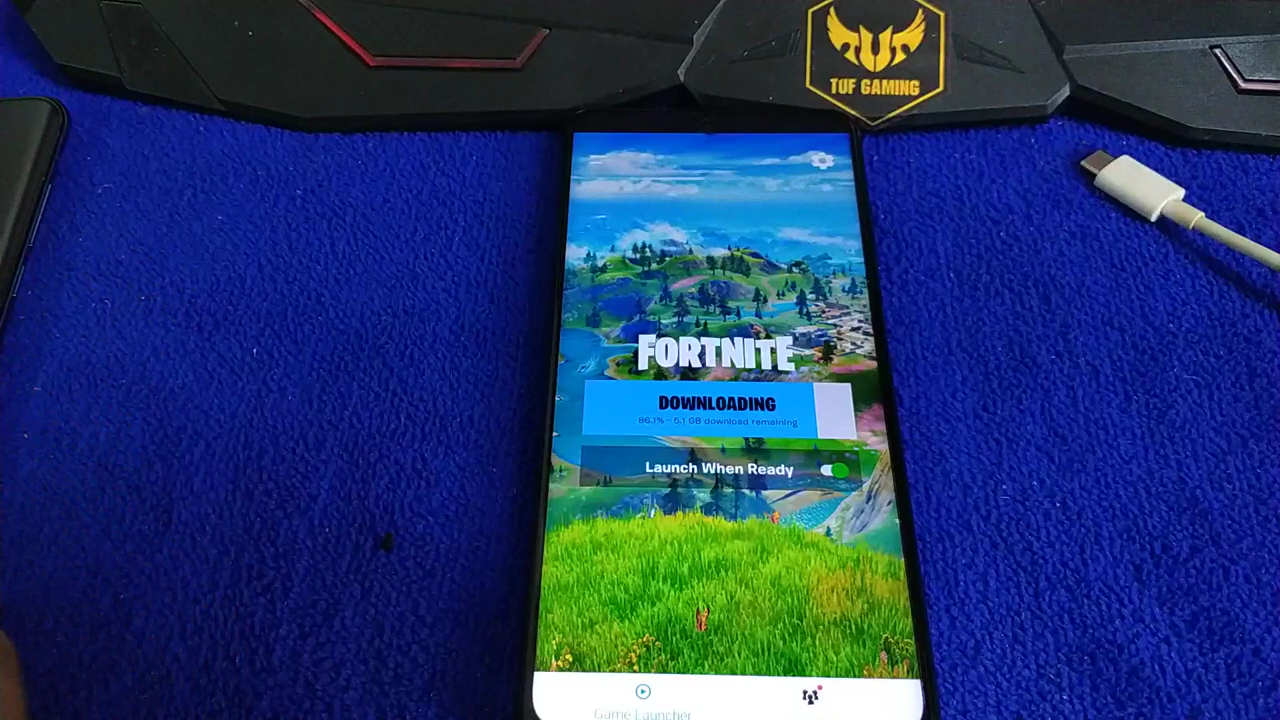 TUF GAMING
FORTNITE
DOWNLOADING
86.1% - 5.1 GB download remaining
Launch When Ready
Game Launcher